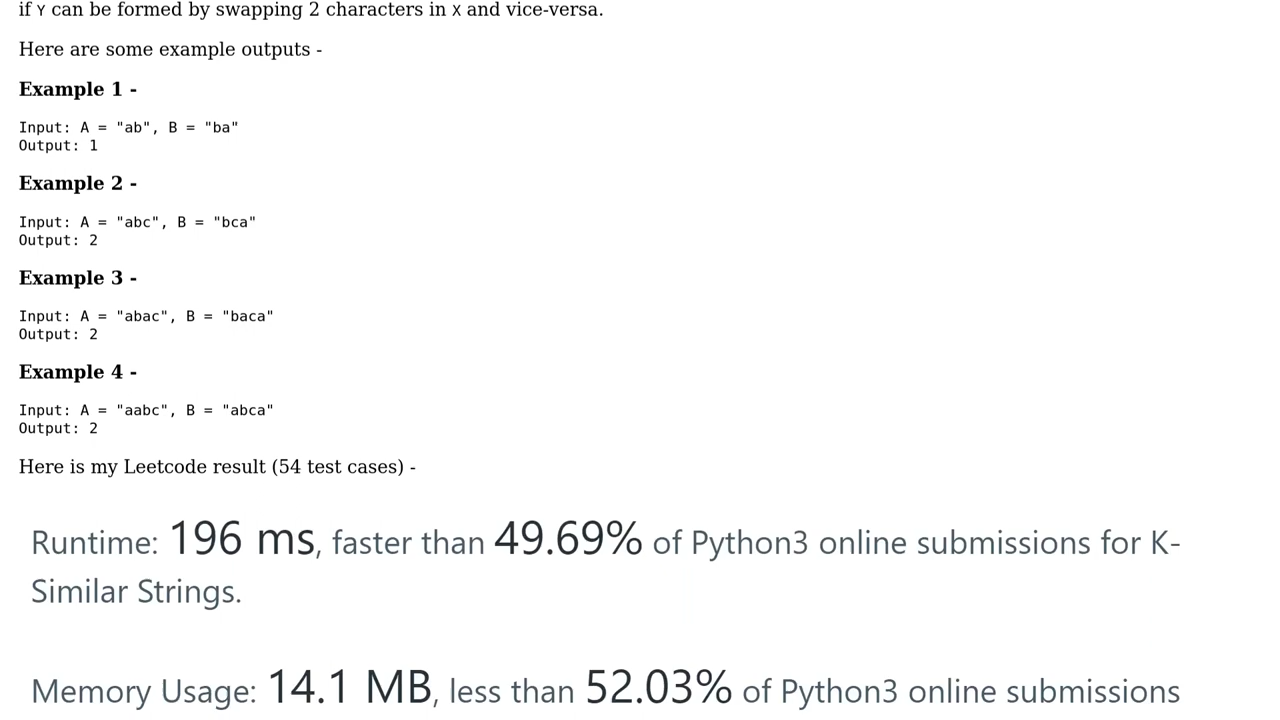 if Y can be formed by swapping 2 characters in X and vice-versa.
Here are some example outputs -
Example 1 -
Input: A = "ab", B = "ba"
Output: 1
Example 2 -
Input: A = "abc", B = "bca"
Output: 2
Example 3 -
Input: A = "abac", B = "baca"
Output: 2
Example 4 -
Input: A = "aabc", B = "abca"
Output: 2
Here is my Leetcode result (54 test cases) -
Runtime: 196 ms, faster than 49.69% of Python3 online submissions for K-
Similar Strings.
Memory Usage: 14.1 MB, less than 52.03% of Python3 online submissions